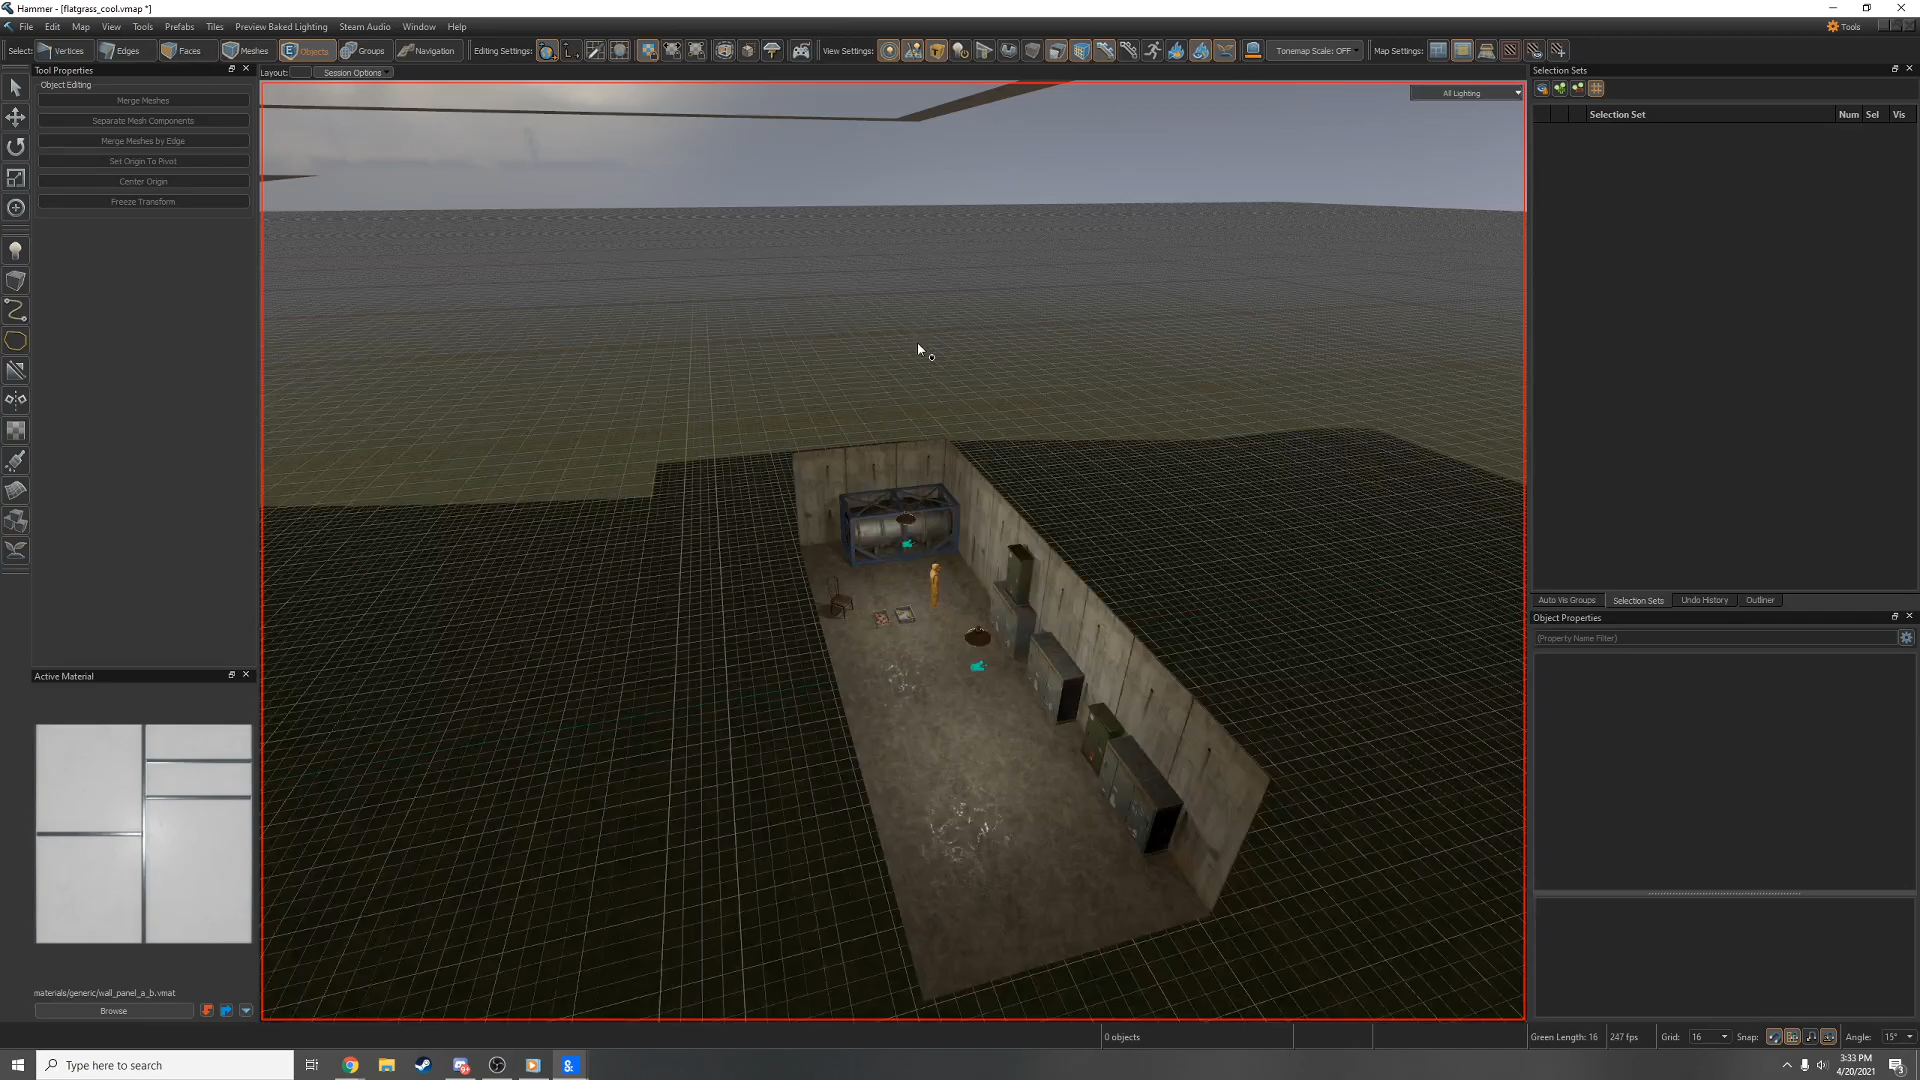 Hammer - [flatgrass_cool.vmap *]
File Edit Map View Tools Prefabs Tiles Preview Baked Lighting Steam Audio Window Help Tools
Select: Vertices Edges Faces Meshes Objects Groups Navigation Editing Settings: View Settings: Tonemap Scale: OFF Map Settings:
Tool Properties
Layout: Session Options
Selection Sets
Object Editing
Merge Meshes
Separate Mesh Components
Merge Meshes by Edge
Set Origin To Pivot
Center Origin
Freeze Transform
All Lighting
Selection Set Num Sel Vis
Auto Vis Groups Selection Sets Undo History Outliner
Object Properties
(Property Name Filter)
Active Material
materials/generic/wall_panel_a_b.vmat
Browse
0 objects
Green Length: 16 247 fps Grid: 16 Snap: Angle: 15°
Type here to search
3:33 PM
4/20/2021